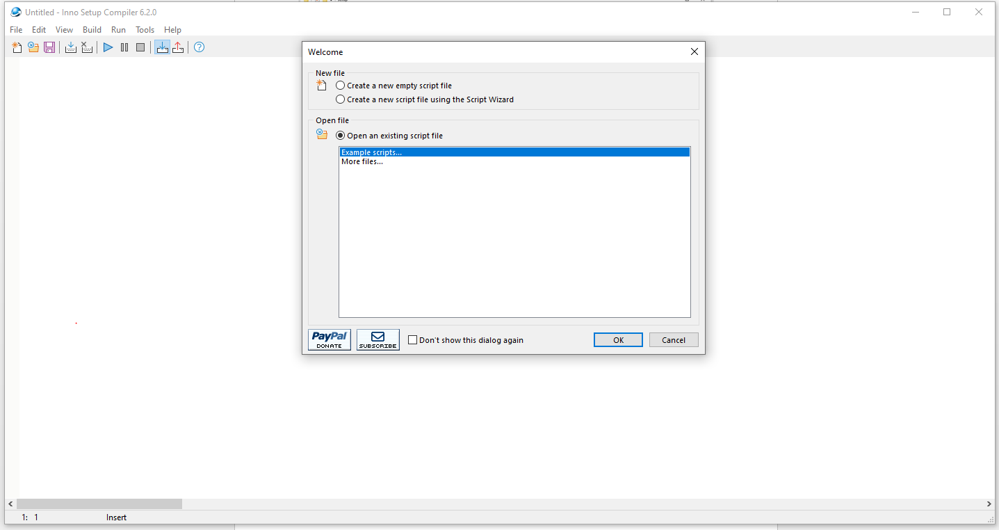 Untitled - Inno Setup Compiler 6.2.0
File Edit View Build Run Tools Help
Welcome
New file
Create a new empty script file
Create a new script file using the Script Wizard
Open file
Open an existing script file
Example scripts...
More files...
PayPal
DONATE
SUBSCRIBE
Don't show this dialog again
OK
Cancel
1: 1
Insert